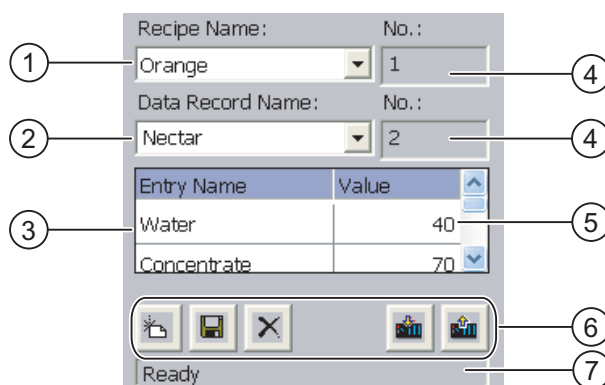 Recipe Name: No.:
1 Orange 1 4
Data Record Name: No.:
2 Nectar 2 4
Entry Name Value
3 Water 40 5
Concentrate 70
6
Ready 7